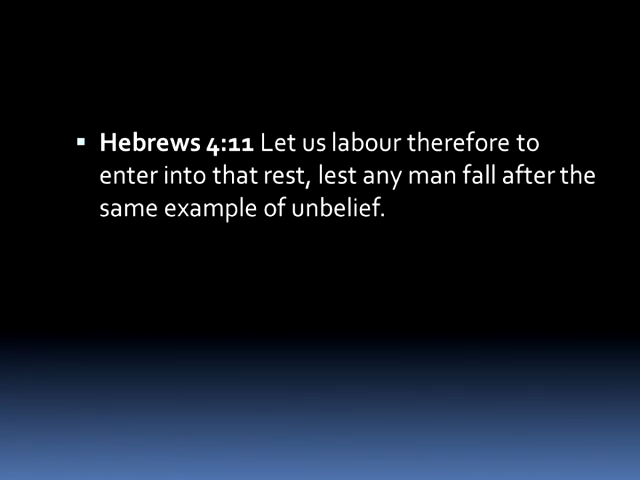 ▪ Hebrews 4:11 Let us labour therefore to
enter into that rest, lest any man fall after the
same example of unbelief.